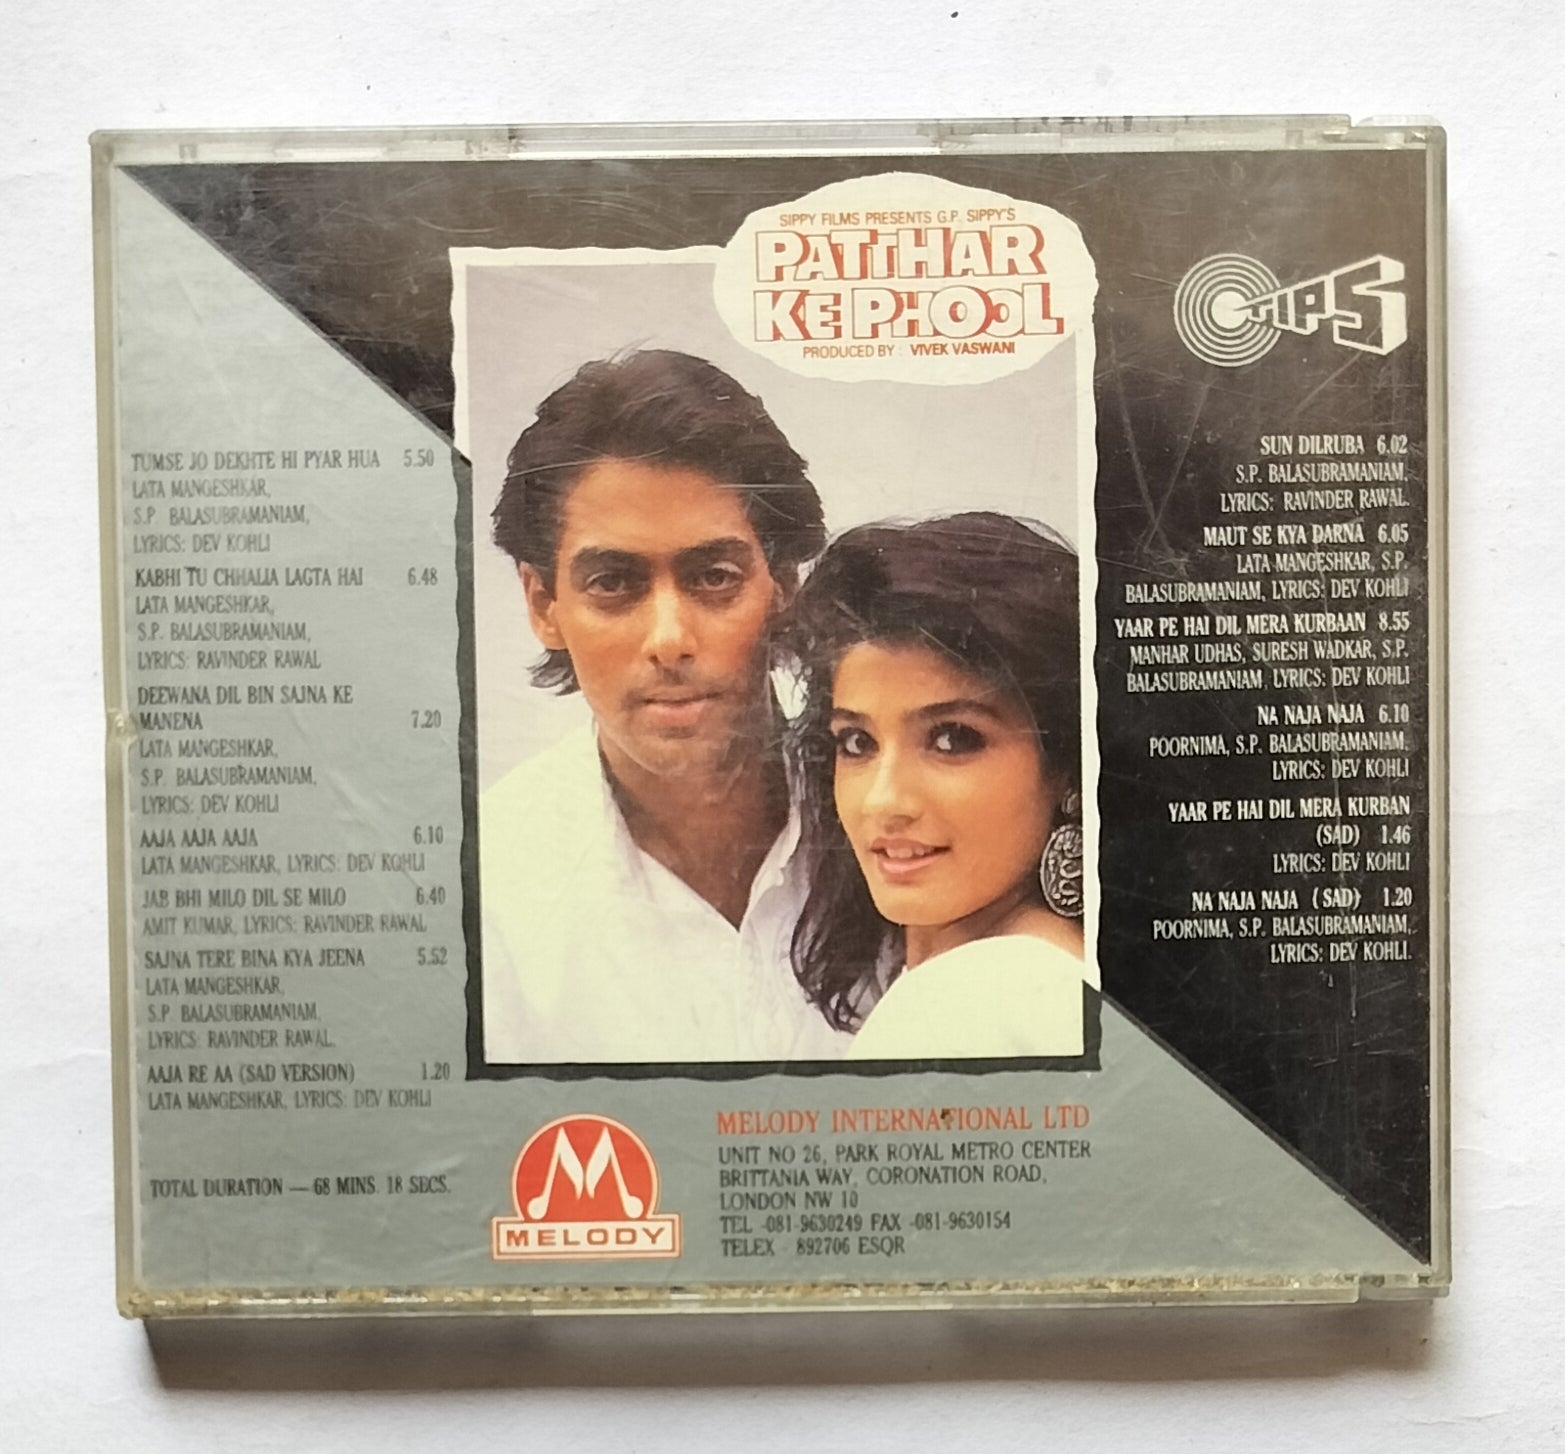 SIPPY FILMS PRESENTS G.P. SIPPY'S
PATTHAR
KE PHOOL
PRODUCED BY : VIVEK VASWANI
TIPS
TUMSE JO DEKHTE HI PYAR HUA 5.50
LATA MANGESHKAR,
S.P. BALASUBRAMANIAM,
LYRICS: DEV KOHLI
KABHI TU CHHALIA LAGTA HAI 6.48
LATA MANGESHKAR,
S.P. BALASUBRAMANIAM,
LYRICS: RAVINDER RAWAL
DEEWANA DIL BIN SAJNA KE
MANENA 7.20
LATA MANGESHKAR,
S.P. BALASUBRAMANIAM,
LYRICS: DEV KOHLI
AAJA AAJA AAJA 6.10
LATA MANGESHKAR, LYRICS: DEV KOHLI
JAB BHI MILO DIL SE MILO 6.40
AMIT KUMAR, LYRICS: RAVINDER RAWAL
SAJNA TERE BINA KYA JEENA 5.52
LATA MANGESHKAR,
S.P. BALASUBRAMANIAM,
LYRICS: RAVINDER RAWAL.
AAJA RE AA (SAD VERSION) 1.20
LATA MANGESHKAR, LYRICS: DEV KOHLI
TOTAL DURATION — 68 MINS. 18 SECS.
SUN DILRUBA 6.02
S.P. BALASUBRAMANIAM.
LYRICS: RAVINDER RAWAL.
MAUT SE KYA DARNA 6.05
LATA MANGESHKAR, S.P.
BALASUBRAMANIAM, LYRICS: DEV KOHLI
YAAR PE HAI DIL MERA KURBAAN 8.55
MANHAR UDHAS, SURESH WADKAR, S.P.
BALASUBRAMANIAM LYRICS: DEV KOHLI
NA NAJA NAJA 6.10
POORNIMA, S.P. BALASUBRAMANIAM.
LYRICS: DEV KOHLI
YAAR PE HAI DIL MERA KURBAN
(SAD) 1.46
LYRICS: DEV KOHLI
NA NAJA NAJA (SAD) 1.20
POORNIMA, S.P. BALASUBRAMANIAM,
LYRICS: DEV KOHLI.
MELODY
MELODY INTERNATIONAL LTD
UNIT NO 26, PARK ROYAL METRO CENTER
BRITTANIA WAY, CORONATION ROAD,
LONDON NW 10
TEL -081-9630249 FAX -081-9630154
TELEX - 892706 ESQR